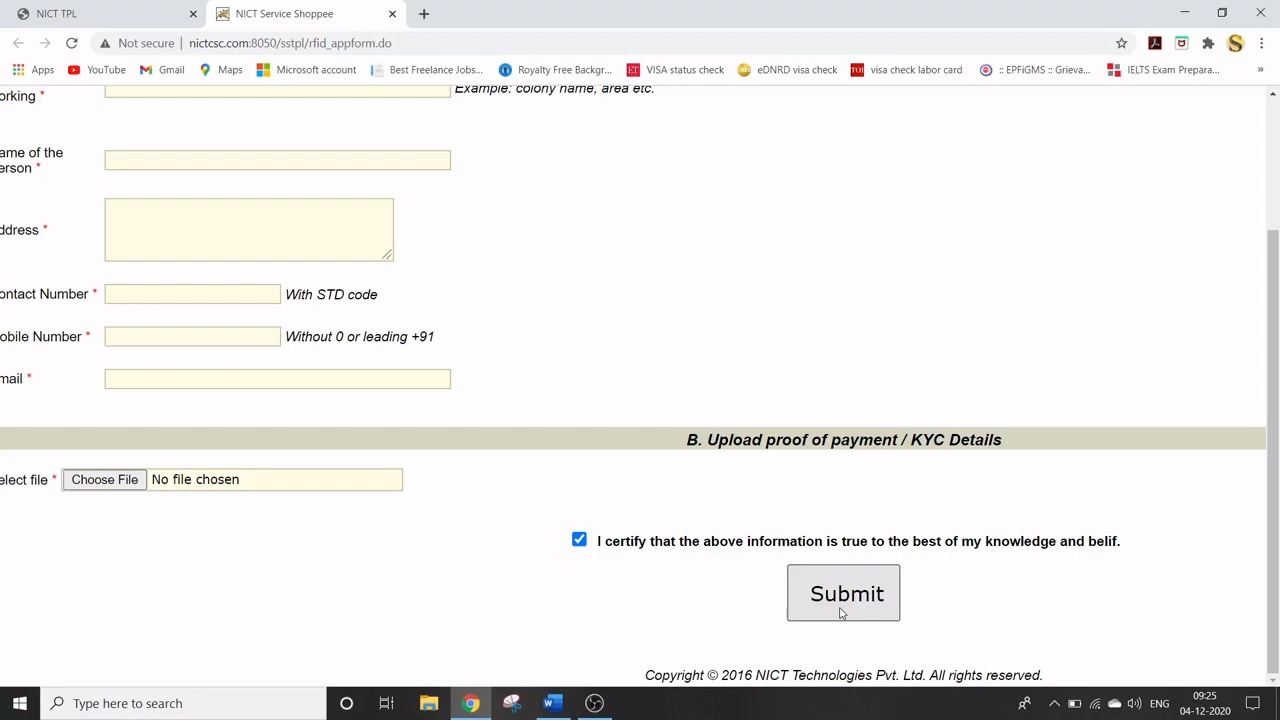 NICT TPL
NICT Service Shoppee
Not secure
nictcsc.com:8050/sstpl/rfid_appform.do
Apps
YouTube
Gmail
Maps
Microsoft account
Best Freelance Jobs...
Royalty Free Backgr...
ET
VISA status check
eDNRD visa check
TOI
visa check labor card
:: EPFiGMS :: Grieva...
IELTS Exam Prepara...
»
orking *
Example: colony name, area etc.
ame of the
erson *
ddress *
ontact Number *
With STD code
obile Number *
Without 0 or leading +91
mail *
B. Upload proof of payment / KYC Details
elect file *
Choose File
No file chosen
I certify that the above information is true to the best of my knowledge and belif.
Submit
Copyright © 2016 NICT Technologies Pvt. Ltd. All rights reserved.
Type here to search
W
ENG
09:25
04-12-2020